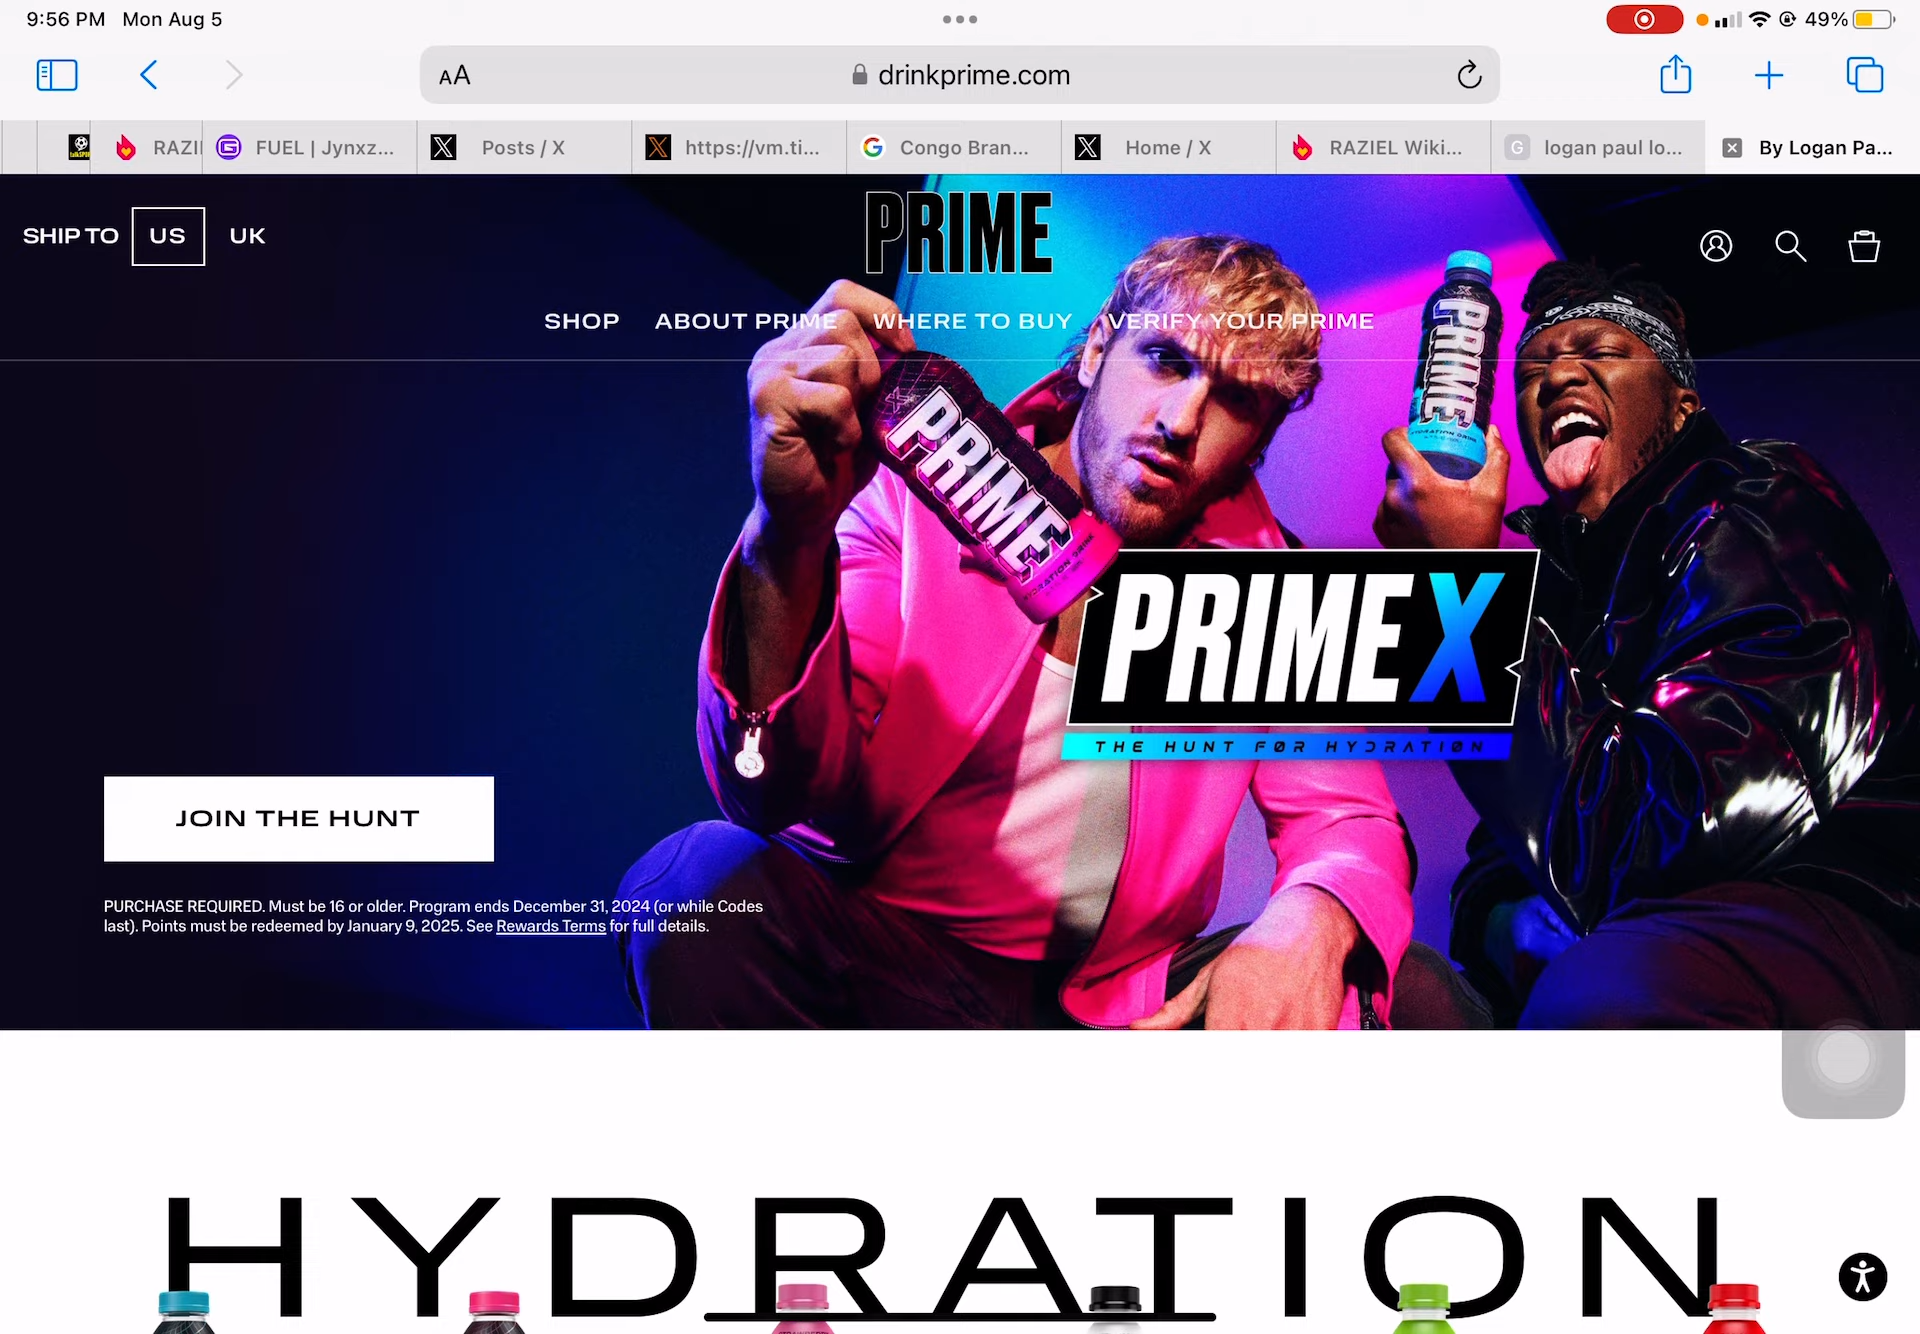 9:56 PM Mon Aug 5
49%
AA
drinkprime.com
RAZI
FUEL | Jynxz...
Posts / X
https://vm.ti...
Congo Bran...
Home / X
RAZIEL Wiki...
logan paul lo...
By Logan Pa...
SHIP TO US UK
PRIME
SHOP ABOUT PRIME WHERE TO BUY VERIFY YOUR PRIME
PRIME
HYDRATION DRINK
PRIME
HYDRATION DRINK
PRIME X
THE HUNT FØR HYDRATIØN
JOIN THE HUNT
PURCHASE REQUIRED. Must be 16 or older. Program ends December 31, 2024 (or while Codes
last). Points must be redeemed by January 9, 2025. See Rewards Terms for full details.
HYDRATION